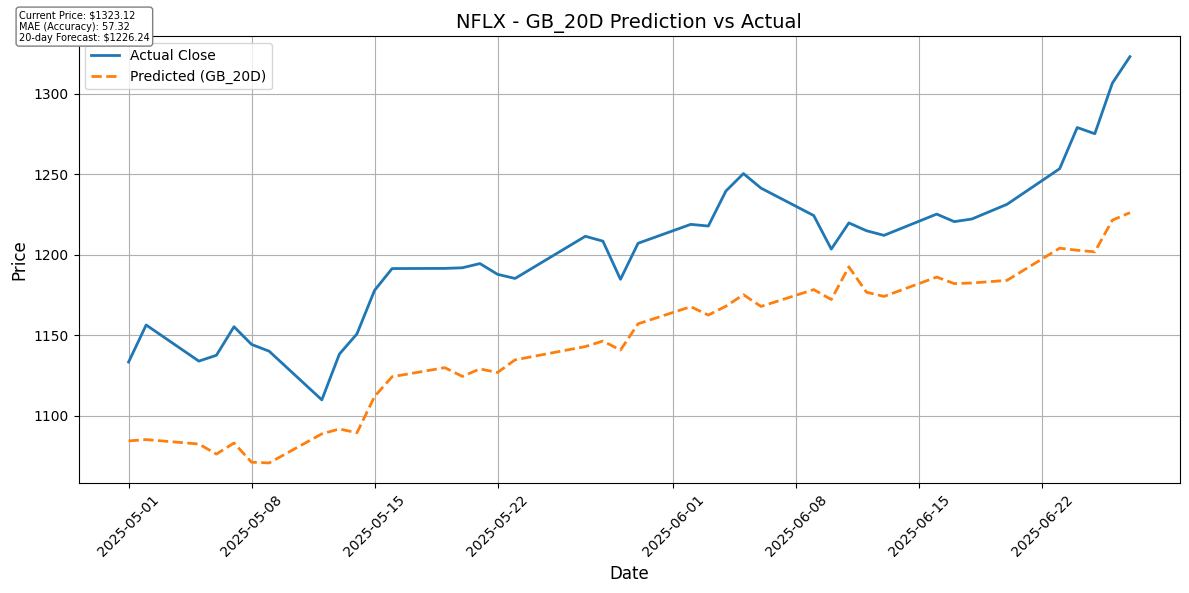 NFLX - GB_20D Prediction vs Actual
Current Price: $1323.12
MAE (Accuracy): 57.32
20-day Forecast: $1226.24
Actual Close
Predicted (GB_20D)
Price
1300
1250
1200
1150
1100
2025-05-01
2025-05-08
2025-05-15
2025-05-22
2025-06-01
2025-06-08
2025-06-15
2025-06-22
Date